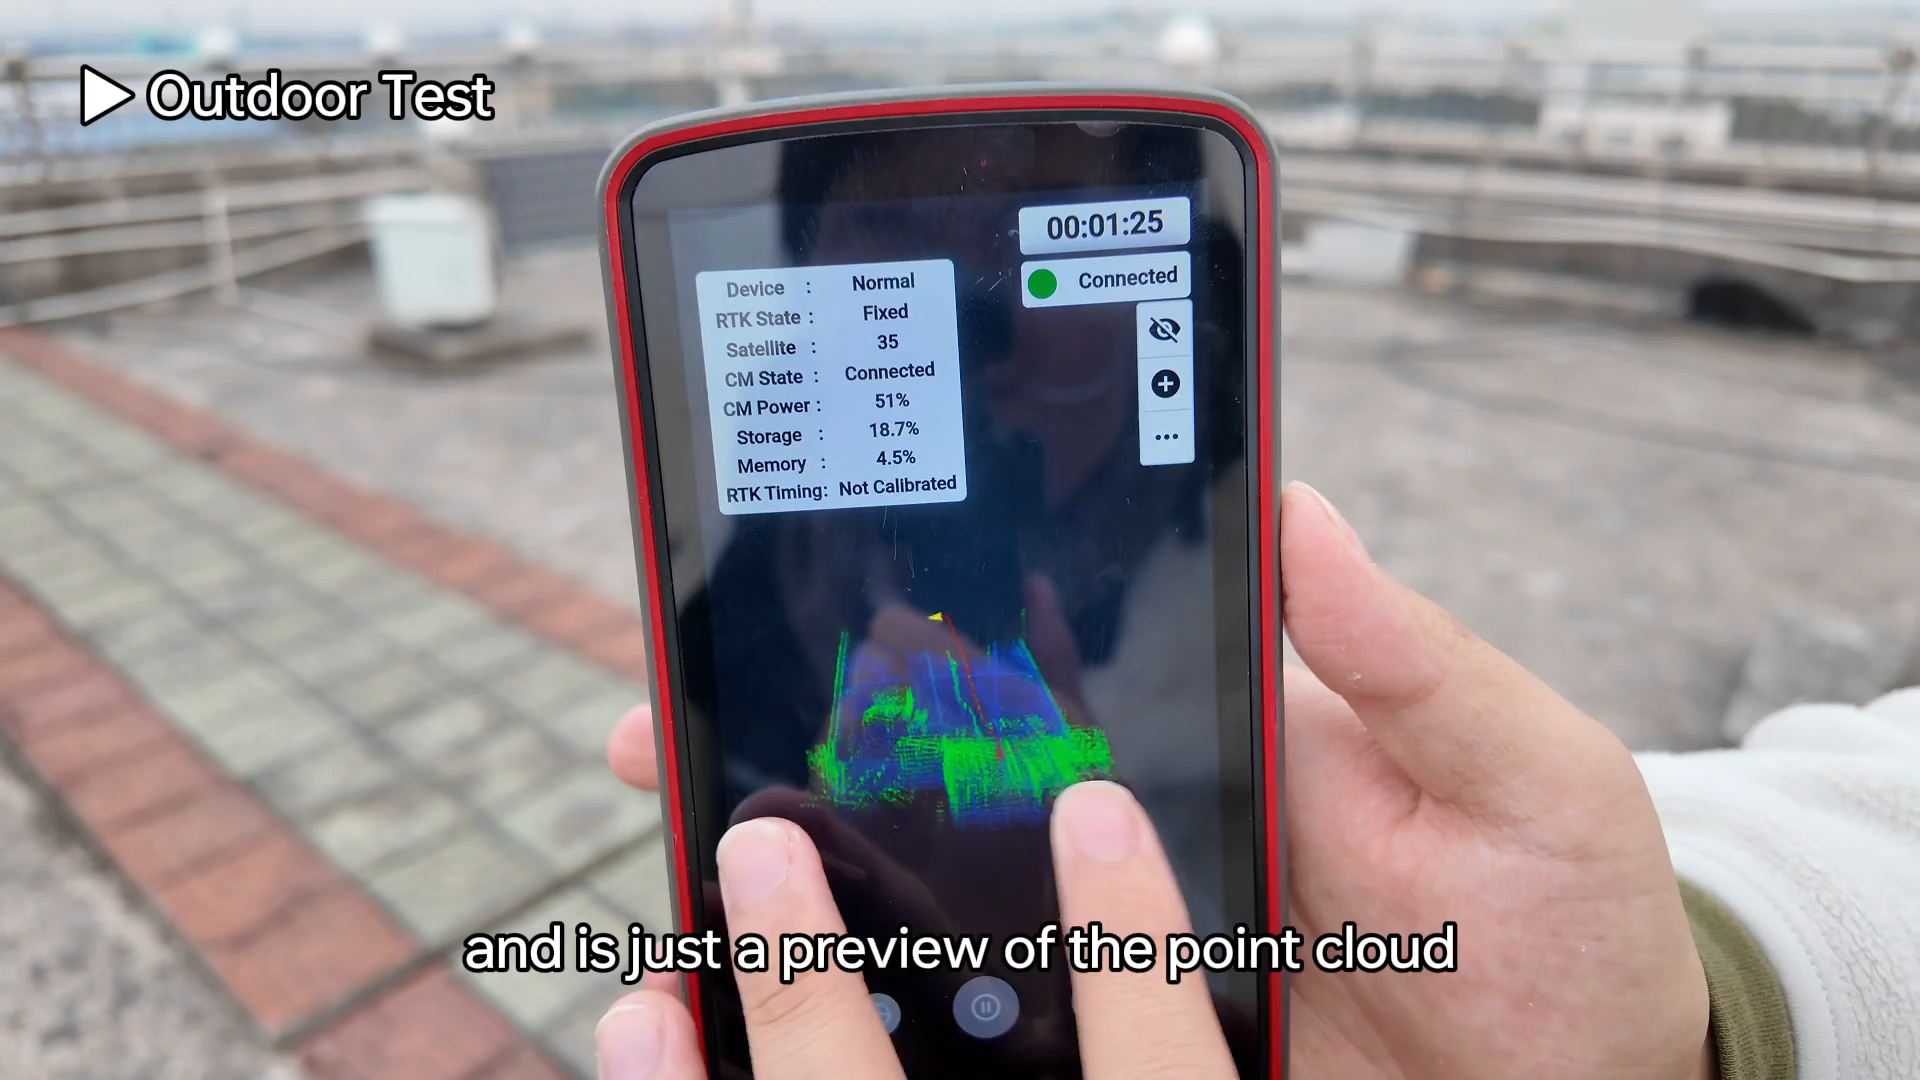 Outdoor Test
00:01:25
Connected
Device : Normal
RTK State : Fixed
Satellite : 35
CM State : Connected
CM Power : 51%
Storage : 18.7%
Memory : 4.5%
RTK Timing: Not Calibrated
and is just a preview of the point cloud